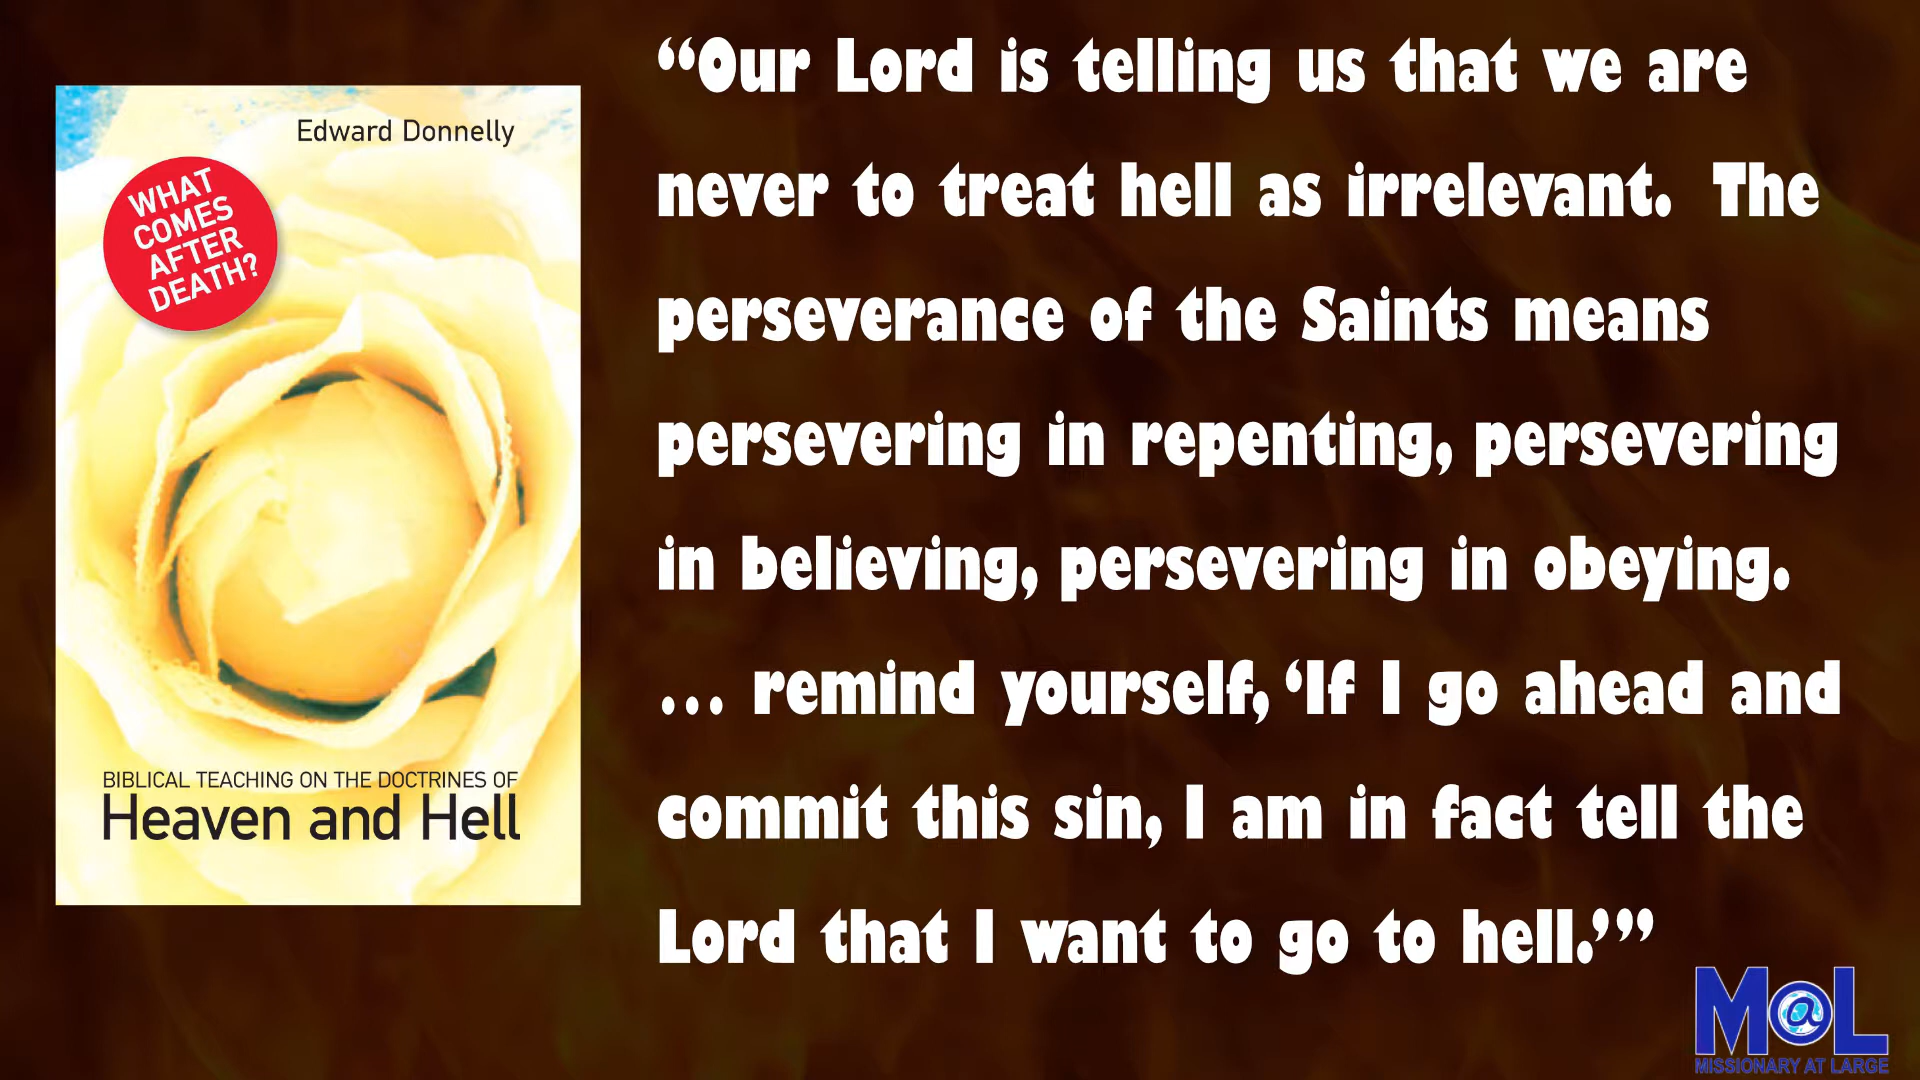 Edward Donnelly
WHAT
COMES
AFTER
DEATH?
BIBLICAL TEACHING ON THE DOCTRINES OF
Heaven and Hell
“Our Lord is telling us that we are
never to treat hell as irrelevant. The
perseverance of the Saints means
persevering in repenting, persevering
in believing, persevering in obeying.
… remind yourself, ‘If I go ahead and
commit this sin, I am in fact tell the
Lord that I want to go to hell.’”
M@L
MISSIONARY AT LARGE